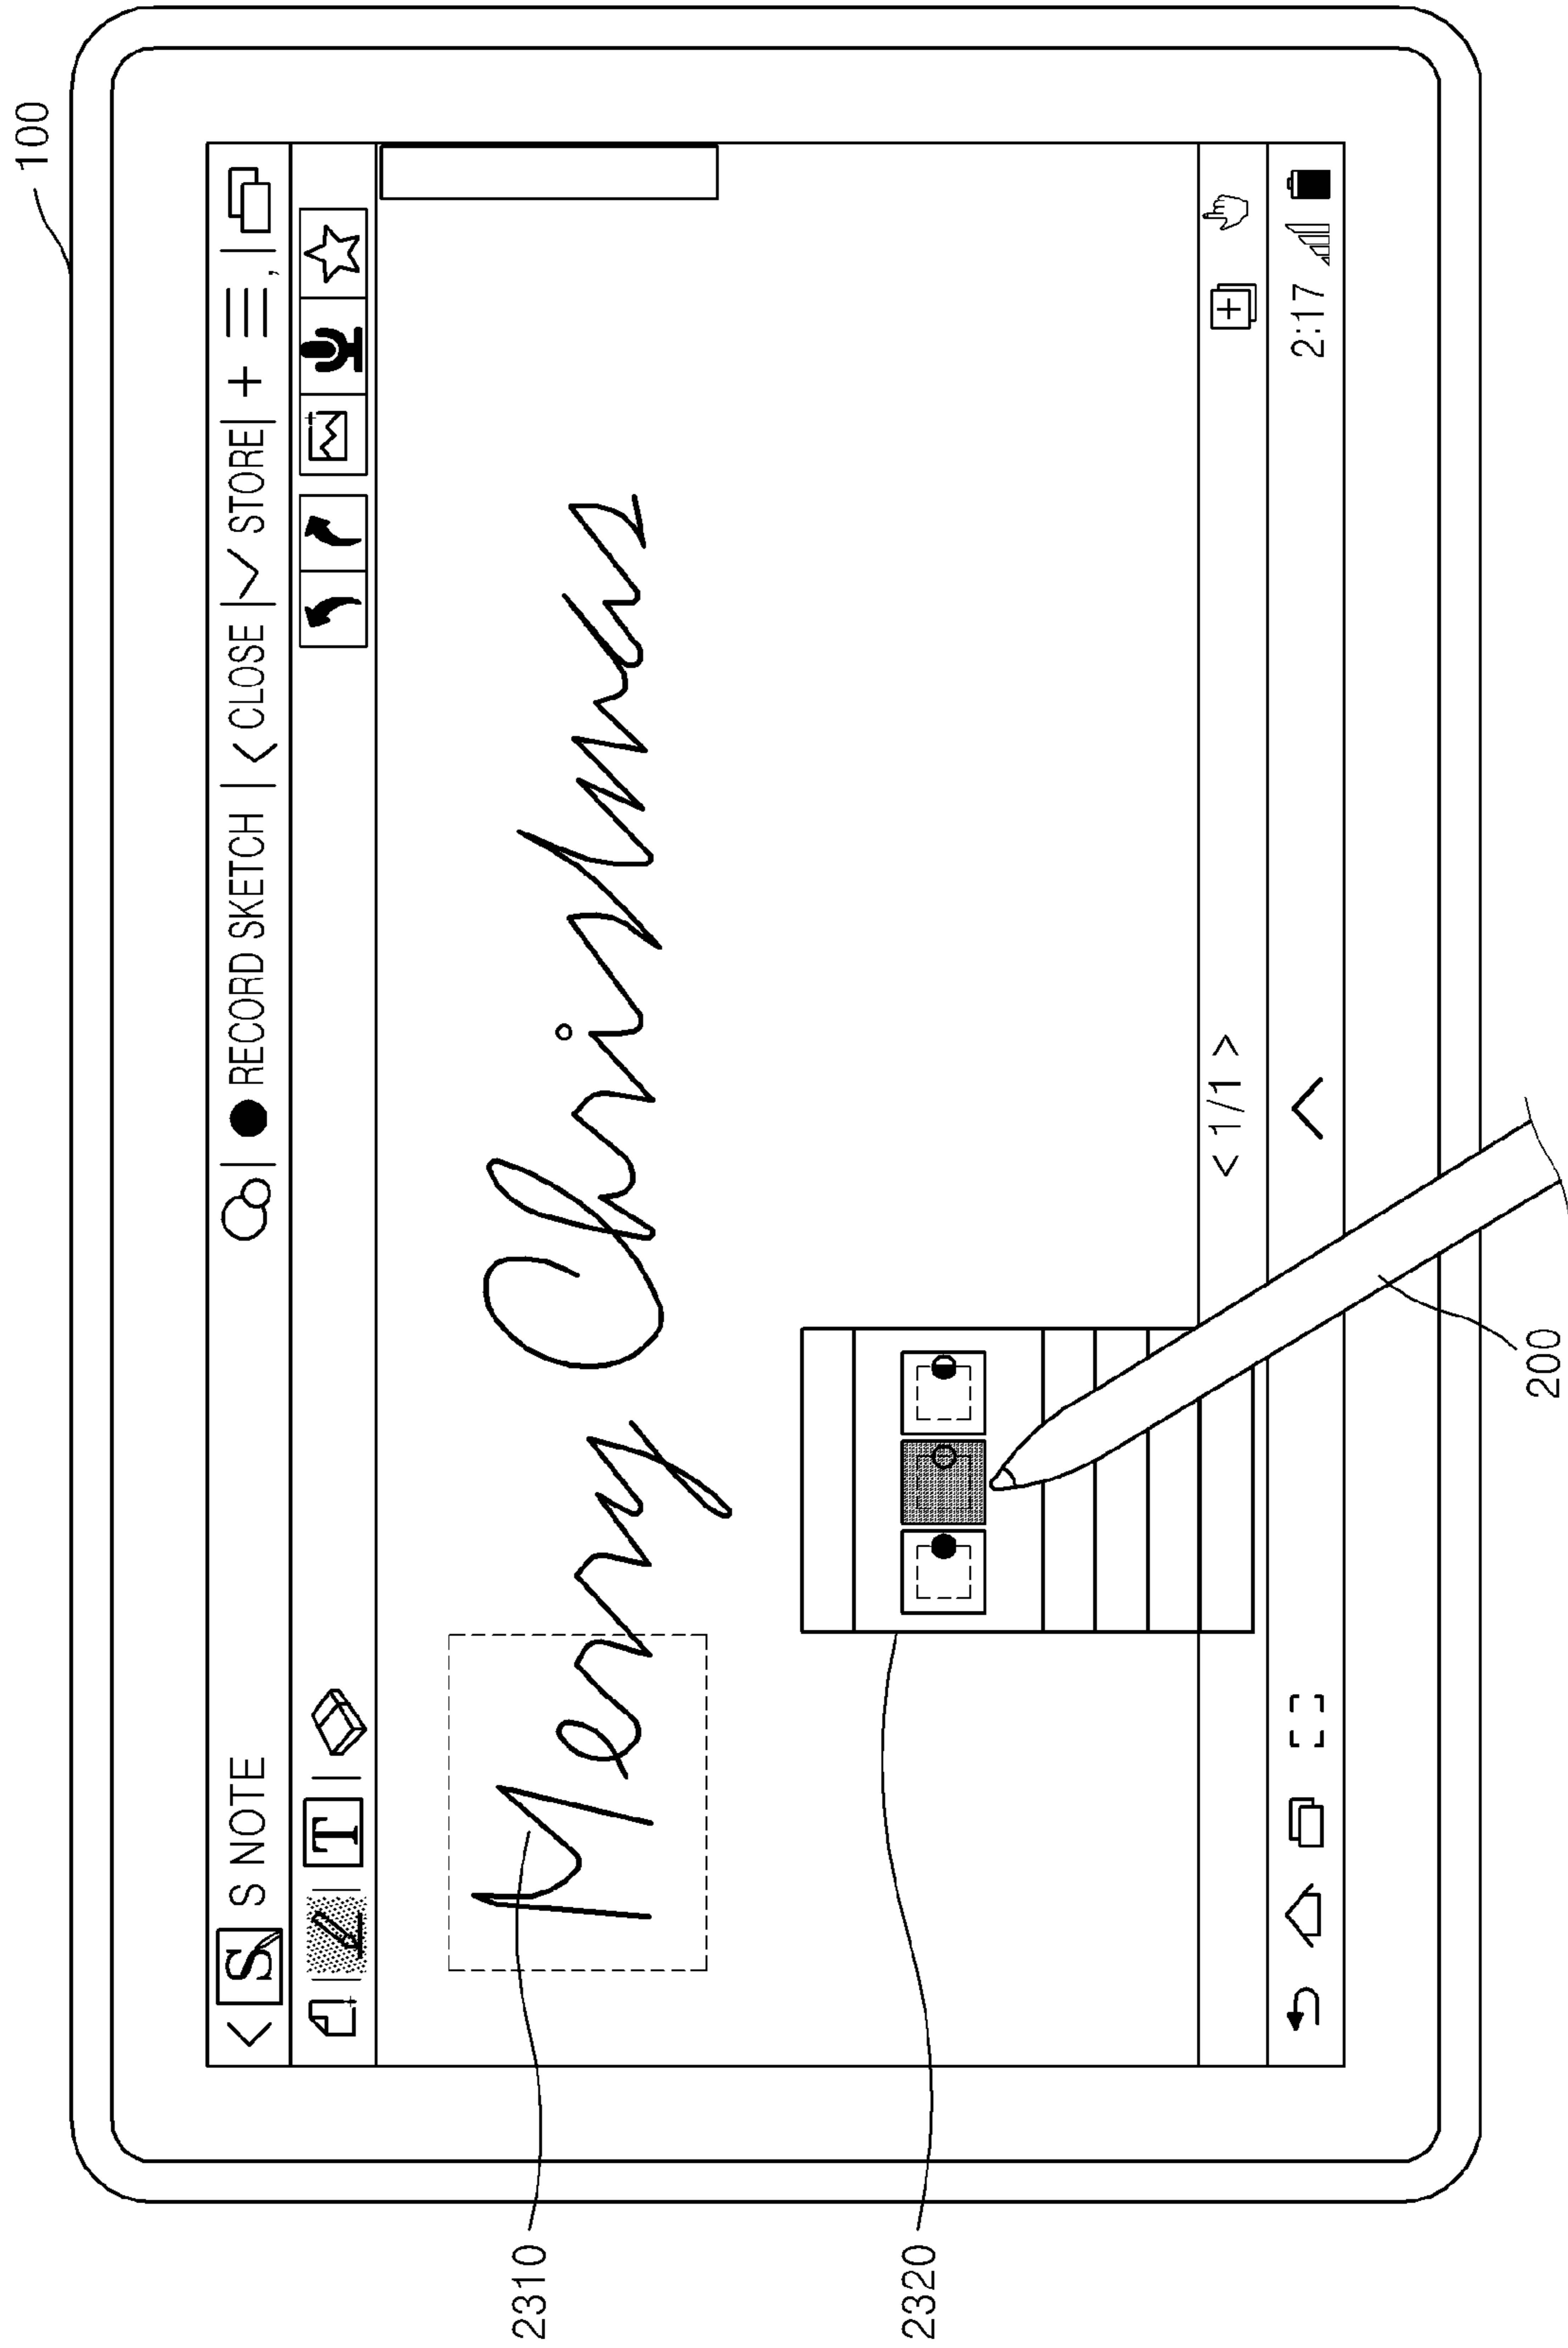 100
< S S NOTE | ● RECORD SKETCH | < CLOSE | ✓ STORE | + ☰, |
T
Merry Christmas
2310
2320
< 1/1 >
2:17
200